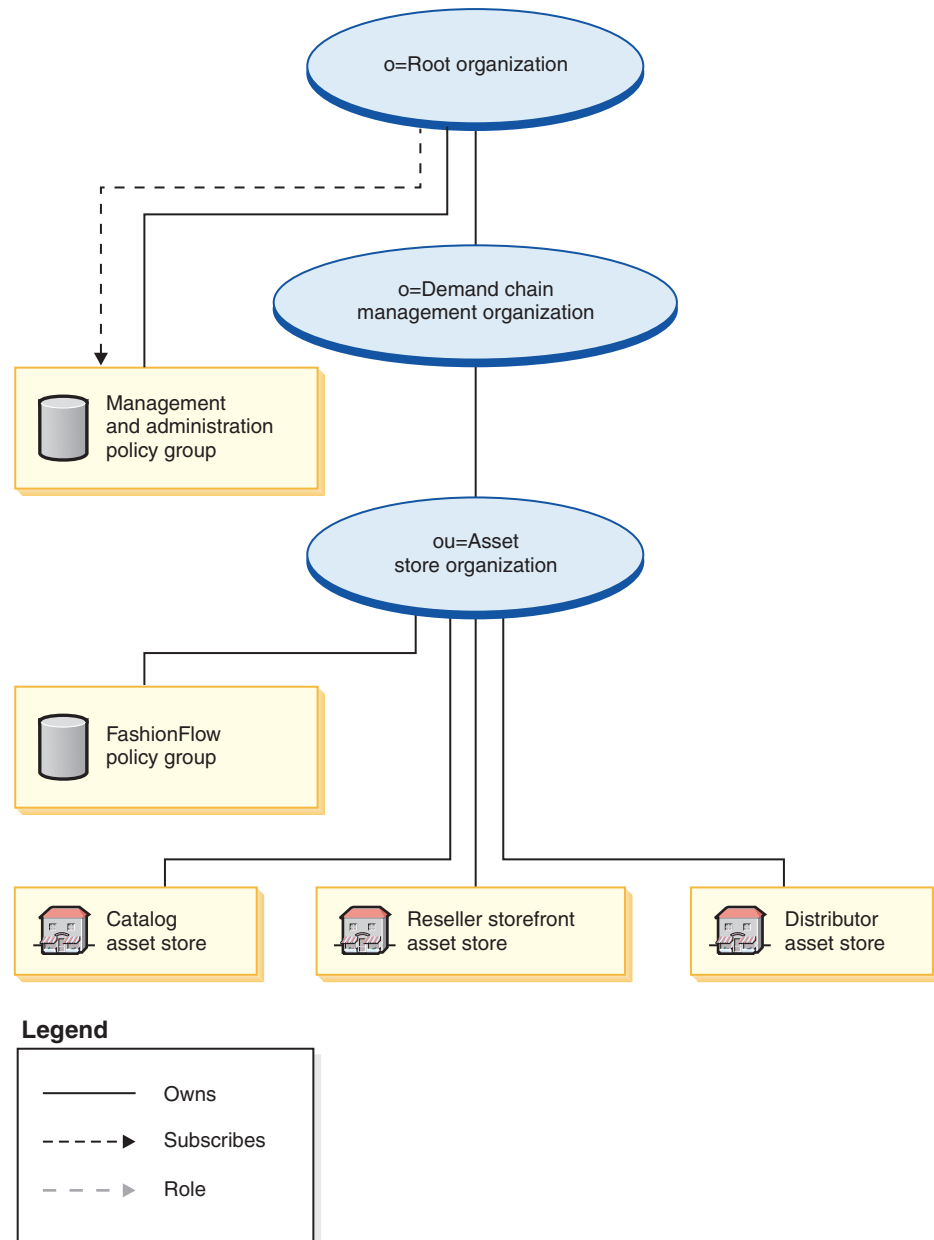 o=Root organization
o=Demand chain
management organization
Management
and administration
policy group
ou=Asset
store organization
FashionFlow
policy group
Catalog
asset store
Reseller storefront
asset store
Distributor
asset store
Legend
Owns
Subscribes
Role